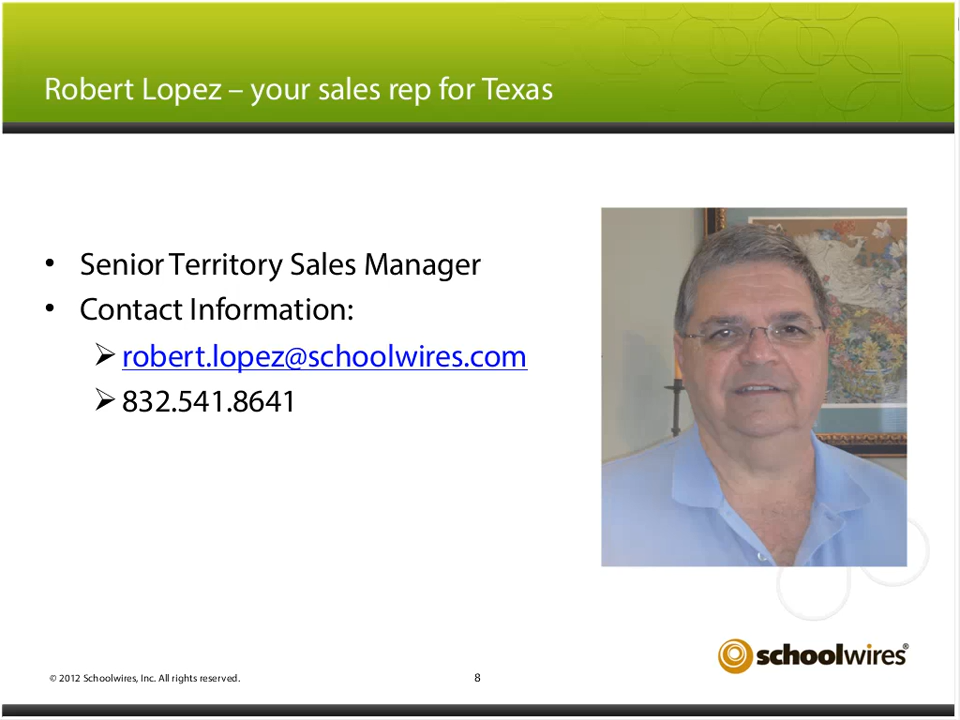 Robert Lopez – your sales rep for Texas
• Senior Territory Sales Manager
• Contact Information:
➢ robert.lopez@schoolwires.com
➢ 832.541.8641
schoolwires®
© 2012 Schoolwires, Inc. All rights reserved.
8